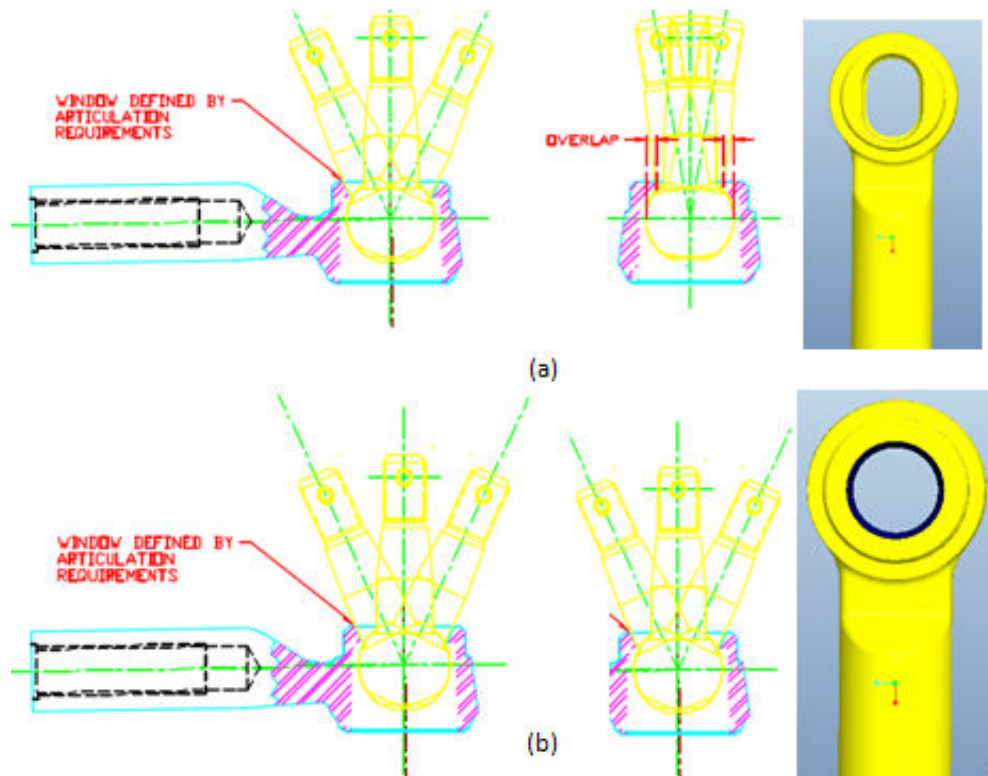 WINDOW DEFINED BY
ARTICULATION
REQUIREMENTS
OVERLAP
(a)
WINDOW DEFINED BY
ARTICULATION
REQUIREMENTS
(b)